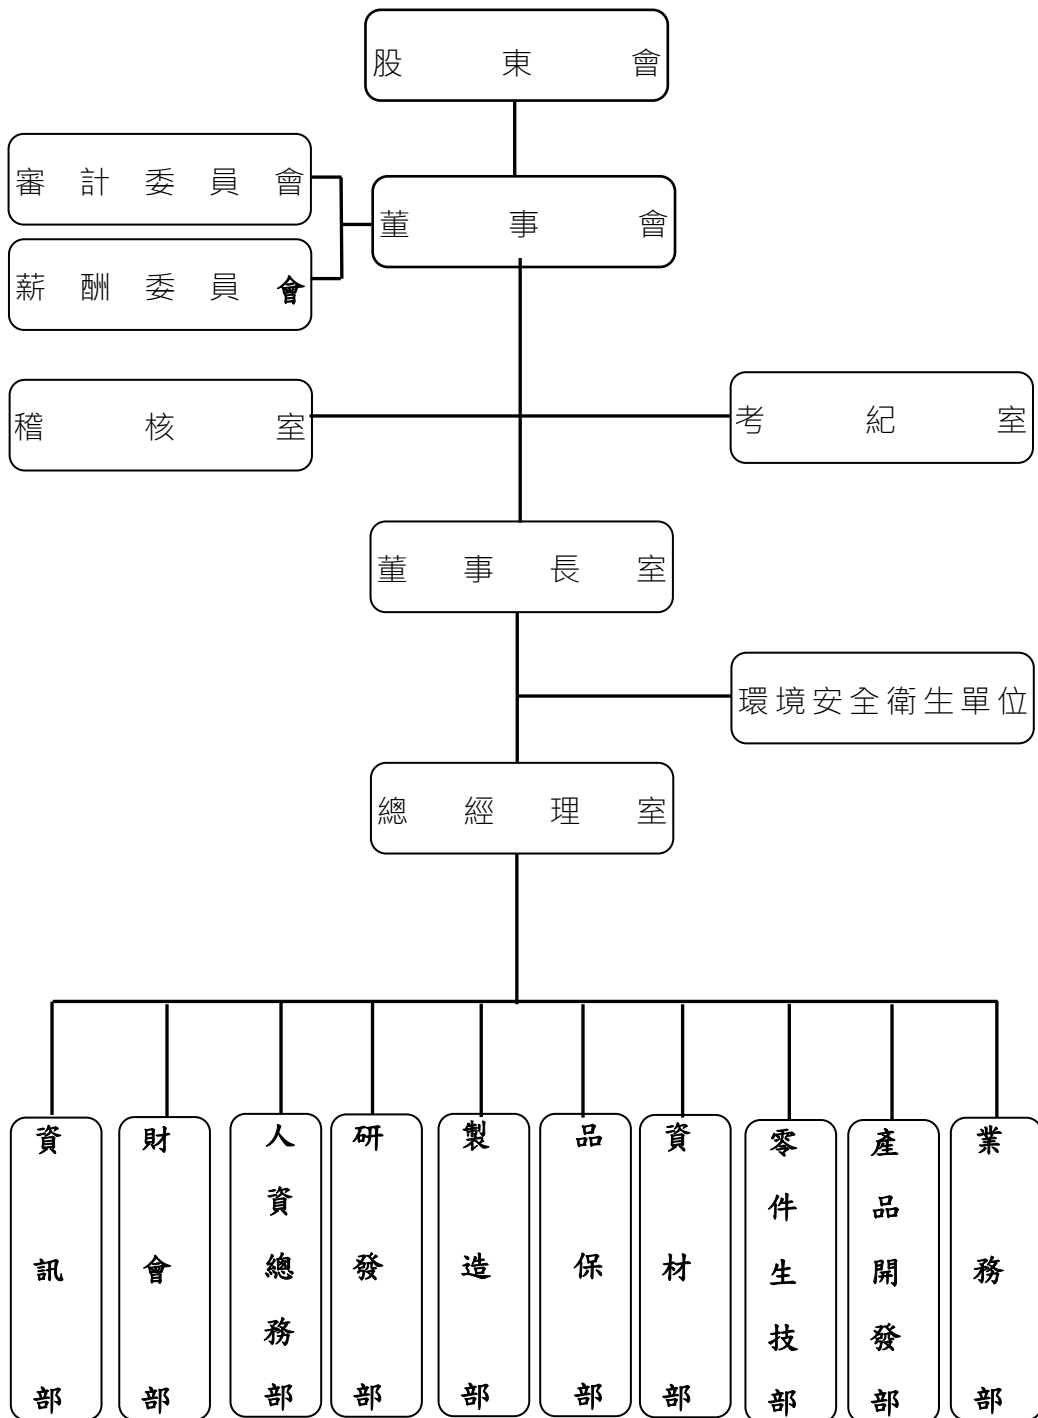 股東會
審計委員會
董事會
薪酬委員會
稽核室
考紀室
董事長室
環境安全衛生單位
總經理室
資訊部
財會部
人資總務部
研發部
製造部
品保部
資材部
零件生技部
產品開發部
業務部